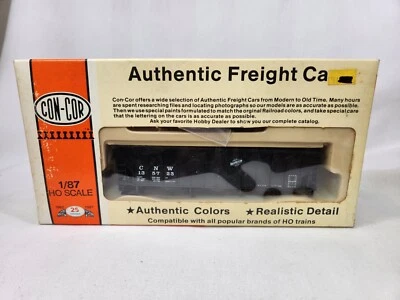 Authentic Freight Ca
Con-Cor offers a wide selection of Authentic Freight Cars from Modern to Old Time. Many hours
are spent researching files and locating photographs so our models are as accurate as possible.
Then we use special paints formulated to match the original Railroad colors, and take special care
that the lettering on the cars is as accurate as possible.
Ask your favorite Hobby Dealer to show you our complete catalog.
CON-COR
1/87
HO SCALE
25
C N W
135725
★Authentic Colors ★Realistic Detail
Compatible with all popular brands of HO trains